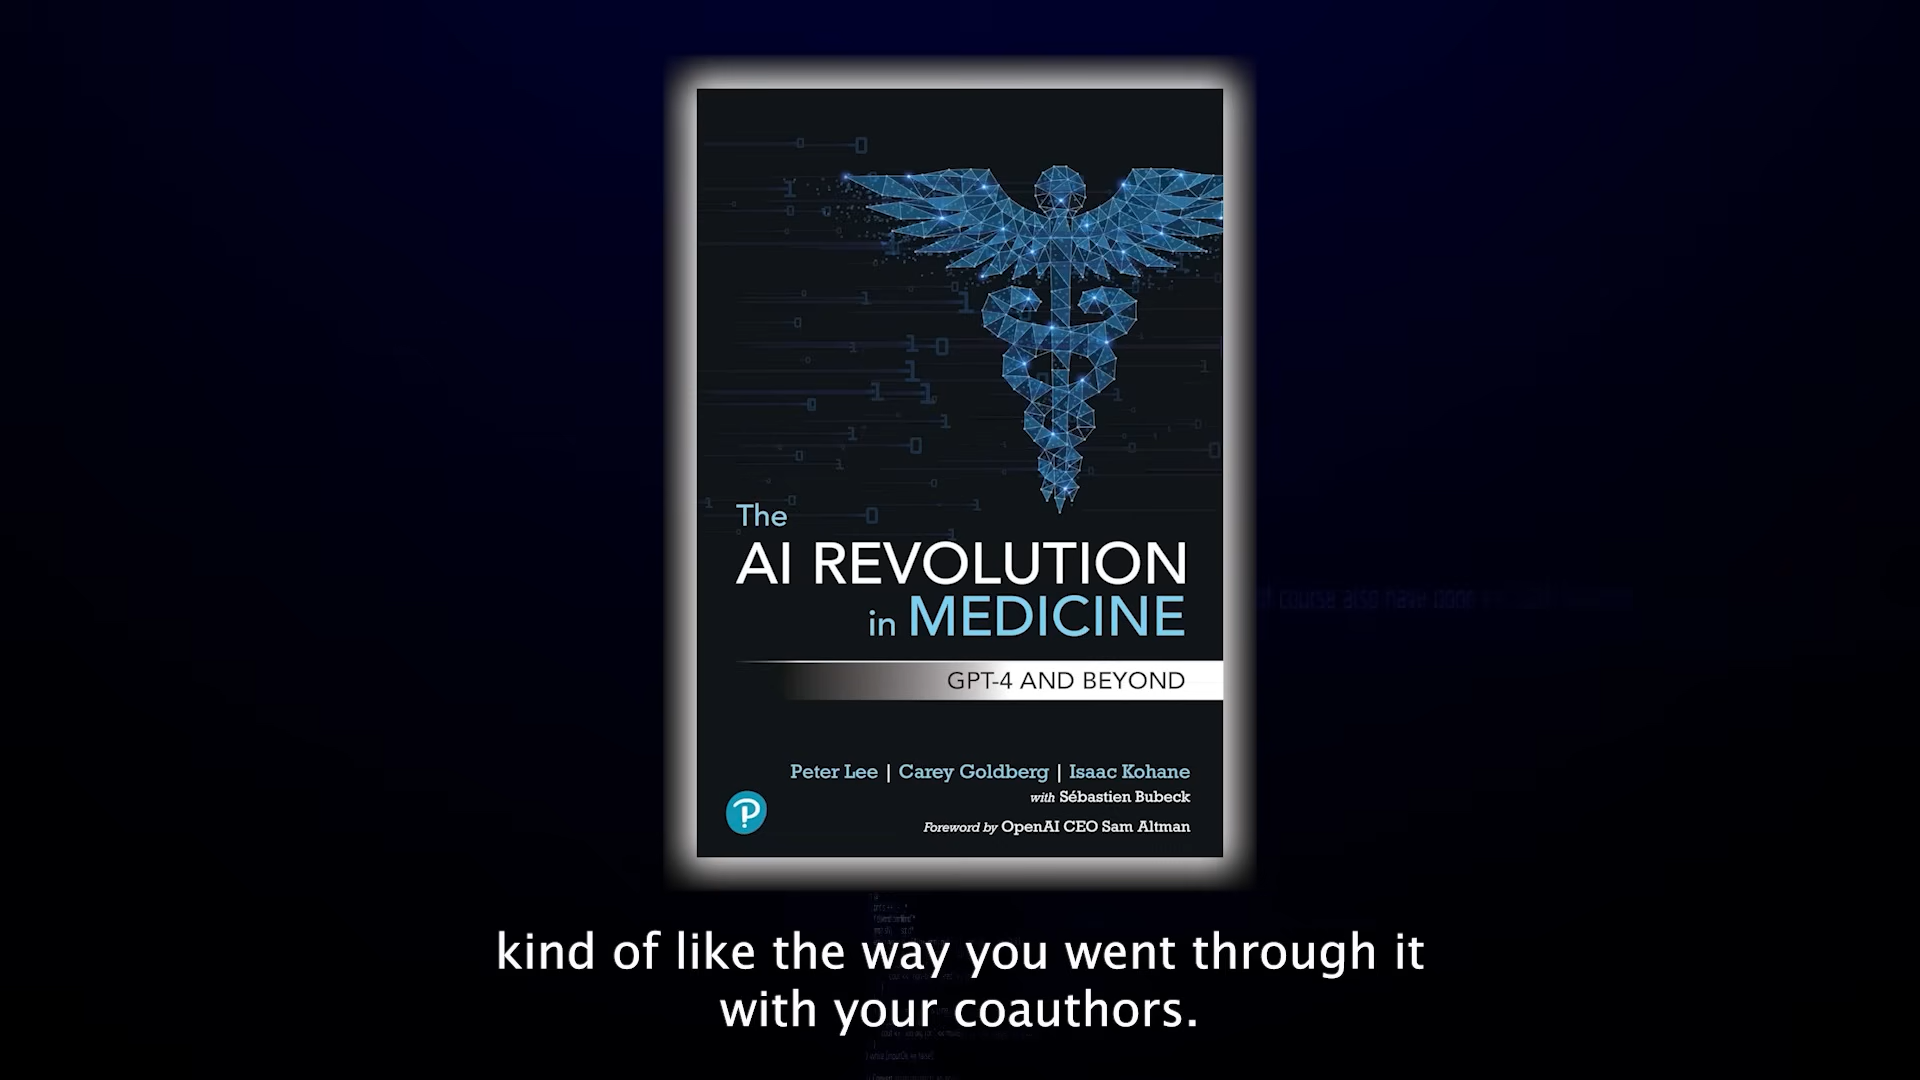 The
AI REVOLUTION
in MEDICINE
GPT-4 AND BEYOND
Peter Lee | Carey Goldberg | Isaac Kohane
with Sébastien Bubeck
Foreword by OpenAI CEO Sam Altman
P
kind of like the way you went through it
with your coauthors.